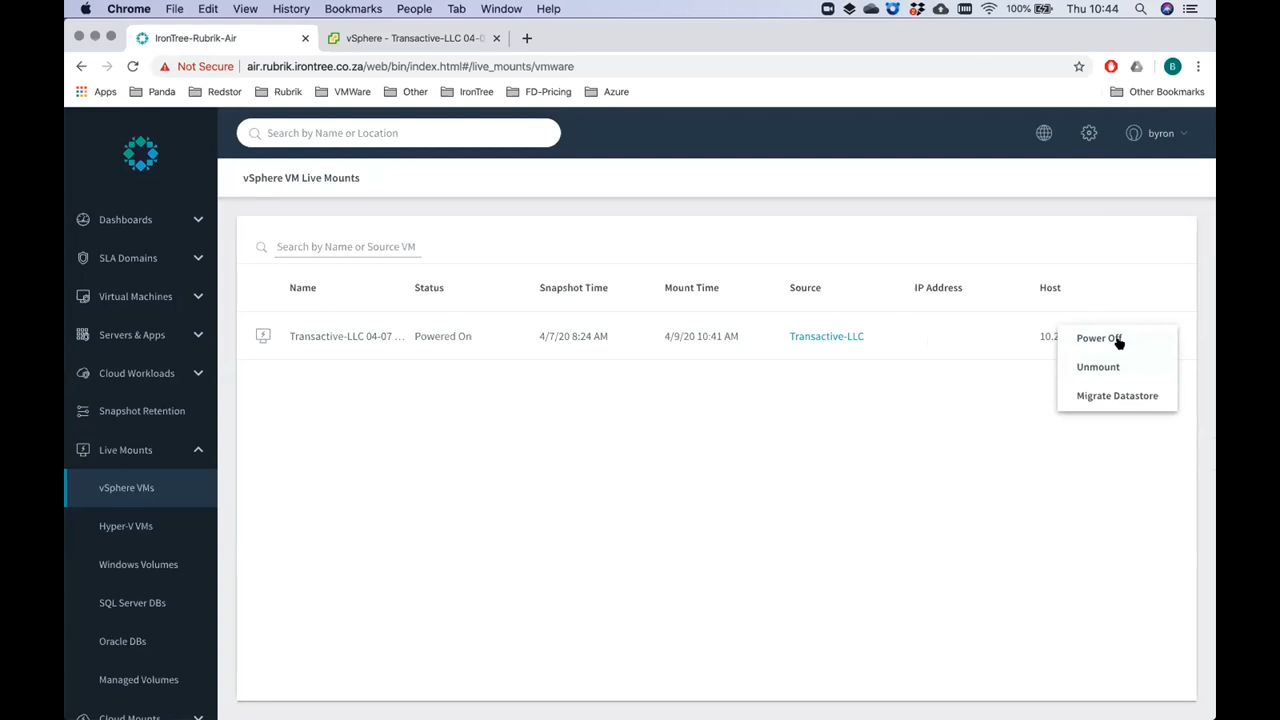 Chrome File Edit View History Bookmarks People Tab Window Help 100% Thu 10:44
IronTree-Rubrik-Air vSphere - Transactive-LLC 04-0
Not Secure air.rubrik.irontree.co.za/web/bin/index.html#/live_mounts/vmware B
Apps Panda Redstor Rubrik VMWare Other IronTree FD-Pricing Azure Other Bookmarks
Search by Name or Location byron
vSphere VM Live Mounts
Dashboards
SLA Domains
Virtual Machines
Servers & Apps
Cloud Workloads
Snapshot Retention
Live Mounts
vSphere VMs
Hyper-V VMs
Windows Volumes
SQL Server DBs
Oracle DBs
Managed Volumes
Cloud Mounts
Search by Name or Source VM
Name Status Snapshot Time Mount Time Source IP Address Host
Transactive-LLC 04-07 ... Powered On 4/7/20 8:24 AM 4/9/20 10:41 AM Transactive-LLC 10.2
Power Off
Unmount
Migrate Datastore